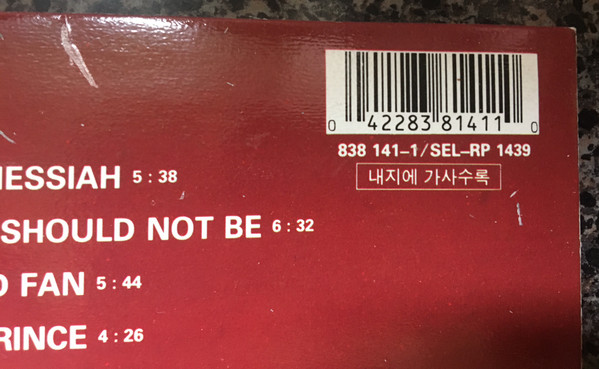 0 42283 81411 0
838 141-1/SEL-RP 1439
내지에 가사수록
ESSIAH 5:38
SHOULD NOT BE 6:32
FAN 5:44
RINCE 4:26